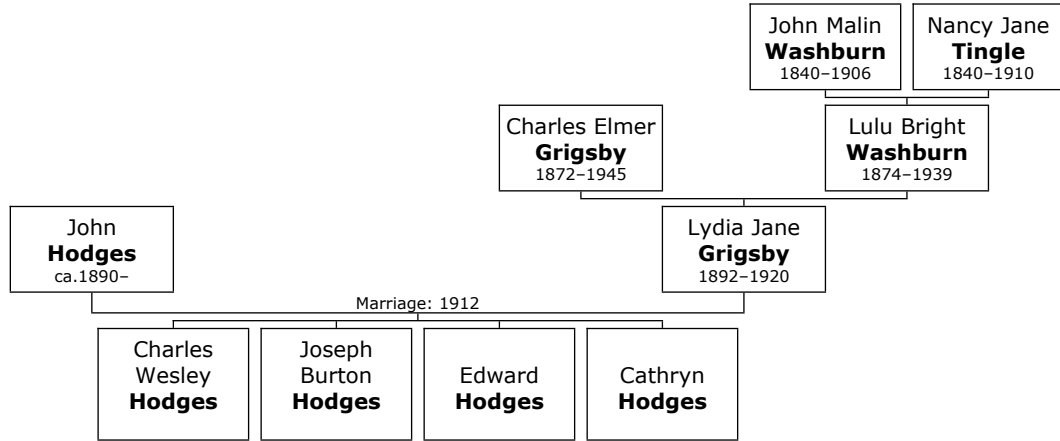 John Malin
Washburn
1840–1906
Nancy Jane
Tingle
1840–1910
Charles Elmer
Grigsby
1872–1945
Lulu Bright
Washburn
1874–1939
John
Hodges
ca.1890–
Lydia Jane
Grigsby
1892–1920
Marriage: 1912
Charles
Wesley
Hodges
Joseph
Burton
Hodges
Edward
Hodges
Cathryn
Hodges